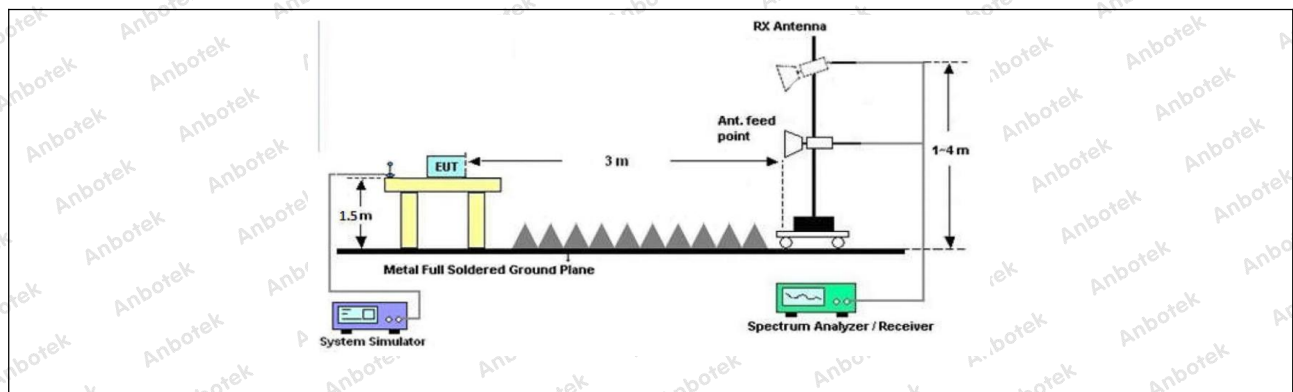 RX Antenna
Ant. feed
point
EUT
3 m
1~4 m
1.5 m
Metal Full Soldered Ground Plane
System Simulator
Spectrum Analyzer / Receiver
Anbotek